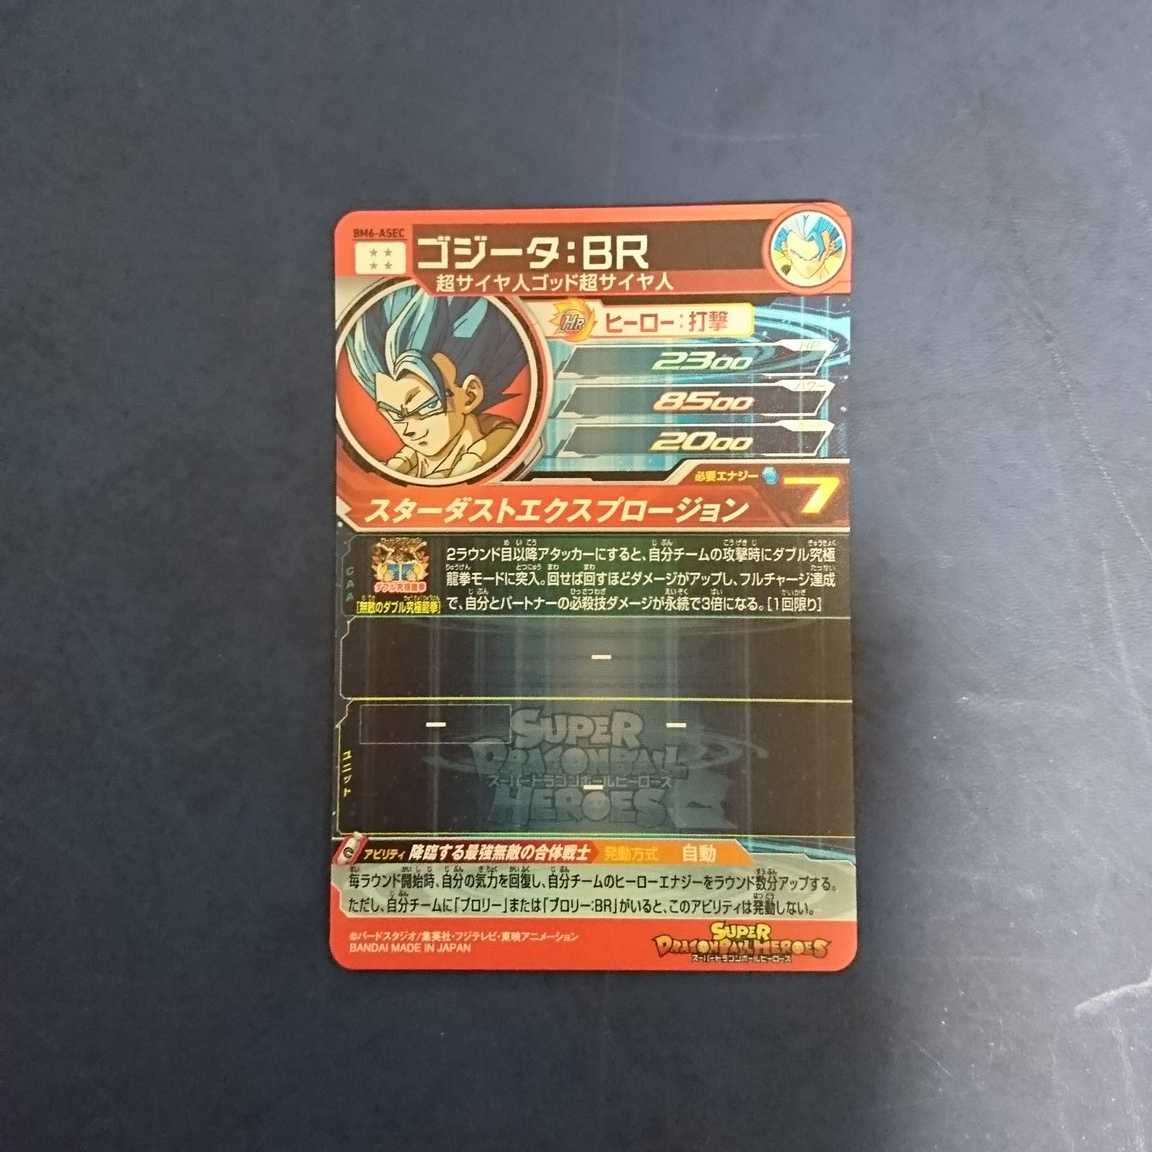 BM6-ASEC
ゴジータ:BR
超サイヤ人ゴッド超サイヤ人
HR ヒーロー:打撃
HP
2300
パワー
8500
2000
必要エナジー 7
スターダストエクスプロージョン
CAA
ダブル究極龍拳
[無敵のダブル究極龍拳]
2ラウンド目以降アタッカーにすると、自分チームの攻撃時にダブル究極
龍拳モードに突入。回せば回すほどダメージがアップし、フルチャージ達成
で、自分とパートナーの必殺技ダメージが永続で3倍になる。[1回限り]
ー
ユニット
ー ー
SUPER
DRAGONBALL
スーパードラゴンボールヒーローズ
HEROES
アビリティ 降臨する最強無敵の合体戦士 発動方式 自動
毎ラウンド開始時、自分の気力を回復し、自分チームのヒーローエナジーをラウンド数分アップする。
ただし、自分チームに「ブロリー」または「ブロリー:BR」がいると、このアビリティは発動しない。
©バードスタジオ/集英社・フジテレビ・東映アニメーション
BANDAI MADE IN JAPAN
SUPER
DRAGONBALL HEROES
スーパードラゴンボールヒーローズ